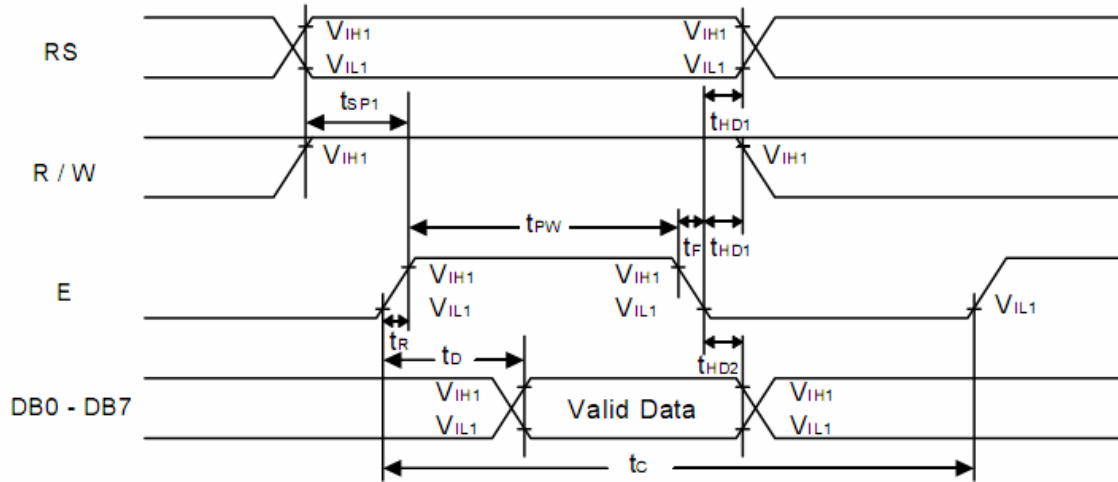 VIH1 VIH1
RS
VIL1 VIL1
tSP1 tHD1
R / W VIH1 VIH1
tPW tF tHD1
VIH1 VIH1
E
VIL1 VIL1 VIL1
tR tD tHD2
VIH1 VIH1
DB0 - DB7 Valid Data
VIL1 VIL1
tC